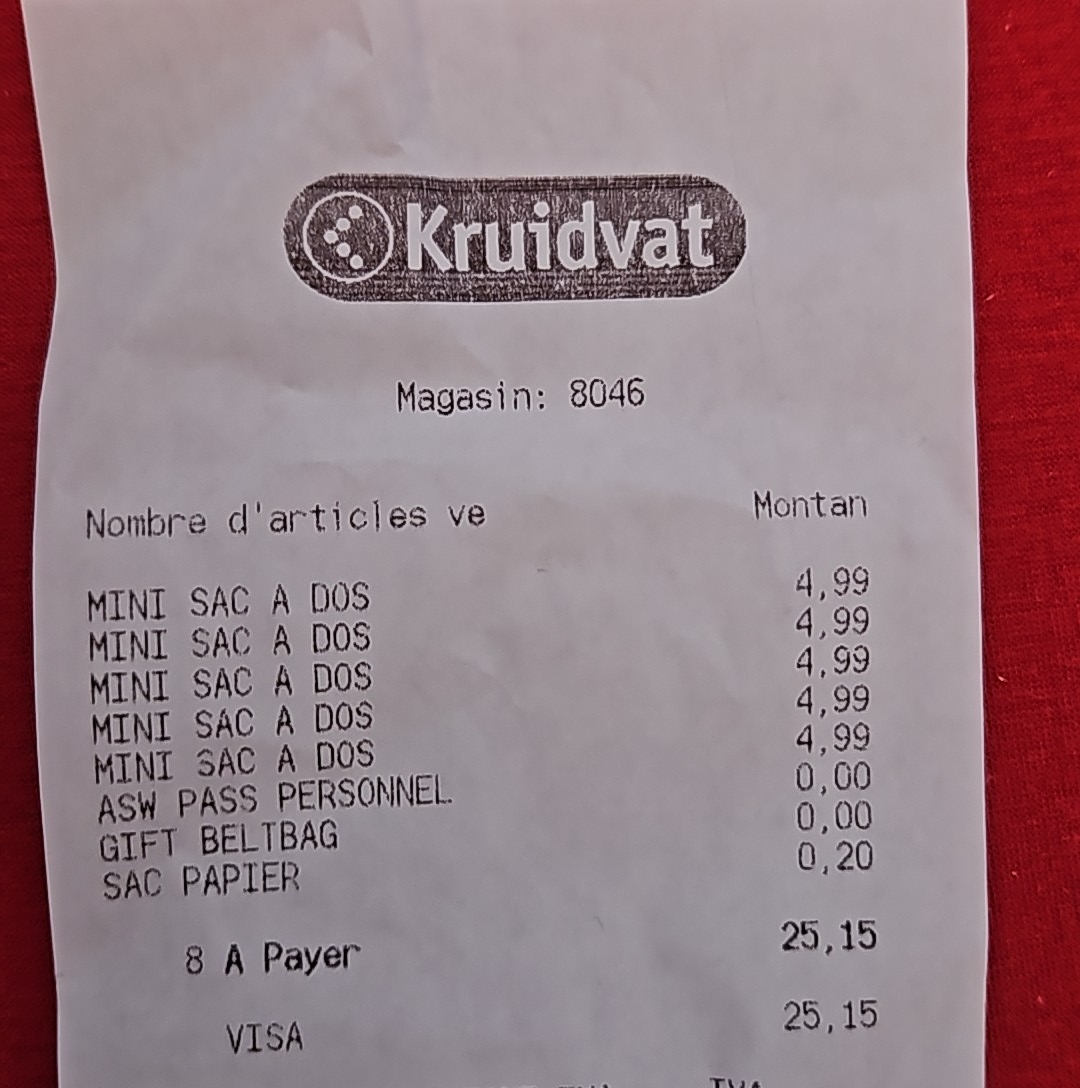 Kruidvat
Magasin: 8046
Nombre d'articles ve Montan
MINI SAC A DOS 4,99
MINI SAC A DOS 4,99
MINI SAC A DOS 4,99
MINI SAC A DOS 4,99
MINI SAC A DOS 4,99
ASW PASS PERSONNEL 0,00
GIFT BELTBAG 0,00
SAC PAPIER 0,20
8 A Payer 25,15
VISA 25,15